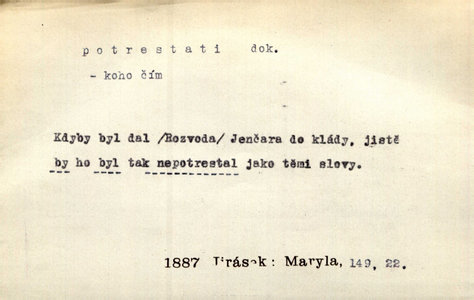 potrestati dok.
- koho čím
Kdyby byl dal /Rozvoda/ Jenčara do klády, jistě
by ho byl tak nepotrestal jako těmi slovy.
1887 Jirásek: Maryla, 149, 22.